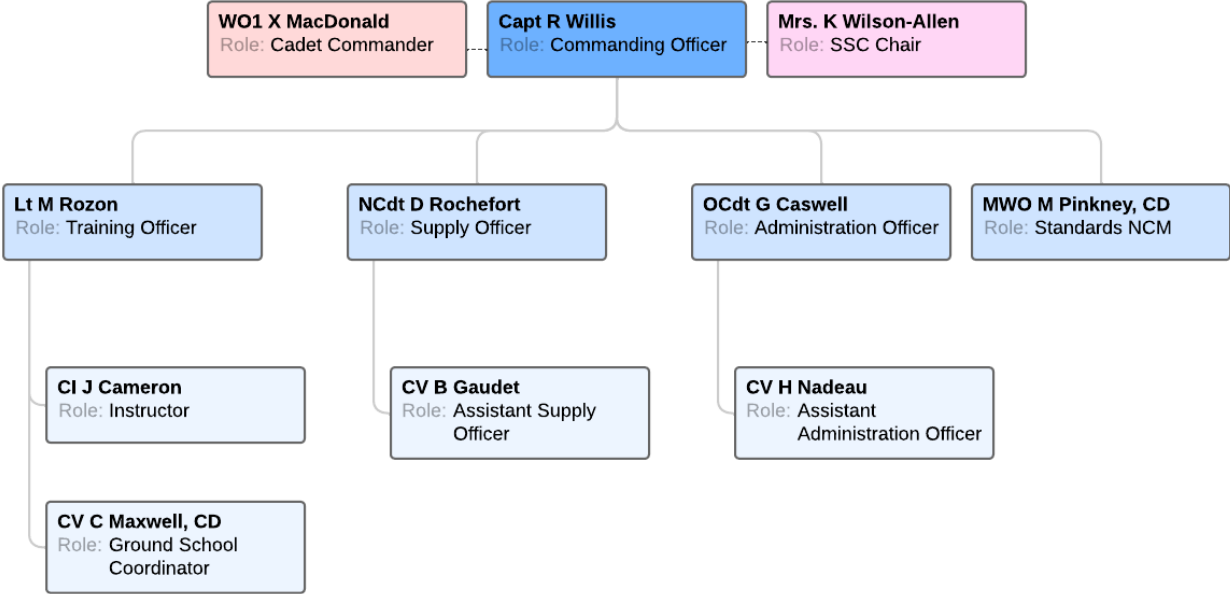 WO1 X MacDonald
Role: Cadet Commander
Capt R Willis
Role: Commanding Officer
Mrs. K Wilson-Allen
Role: SSC Chair
Lt M Rozon
Role: Training Officer
NCdt D Rochefort
Role: Supply Officer
OCdt G Caswell
Role: Administration Officer
MWO M Pinkney, CD
Role: Standards NCM
CI J Cameron
Role: Instructor
CV B Gaudet
Role: Assistant Supply
Officer
CV H Nadeau
Role: Assistant
Administration Officer
CV C Maxwell, CD
Role: Ground School
Coordinator